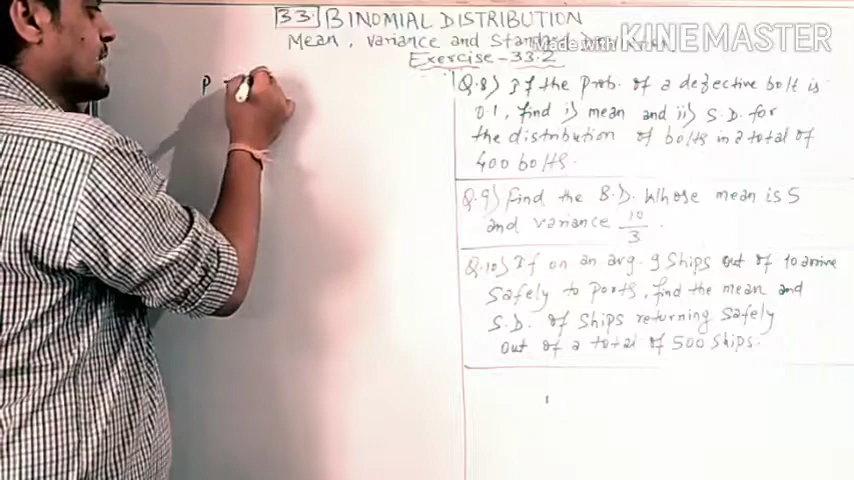 33 BINOMIAL DISTRIBUTION
Mean, variance and Standard
Made with KINEMASTER
Exercise - 33.2
P
Q.8) If the prob. of a defective bolt is
0.1, find i) mean and ii) S.D. for
the distribution of bolts in a total of
400 bolts.
Q.9) Find the B.D. whose mean is 5
and variance 10/3.
Q.10) If on an avg. 9 ships out of 10 arrive
safely to ports, find the mean and
S.D. of ships returning safely
out of a total of 500 ships.